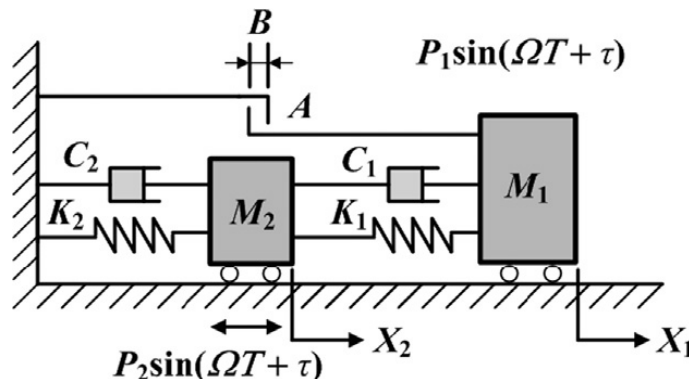 B
P₁sin(ΩT + τ)
A
C₂
C₁
M₁
K₂
M₂
K₁
X₂
X₁
P₂sin(ΩT + τ)